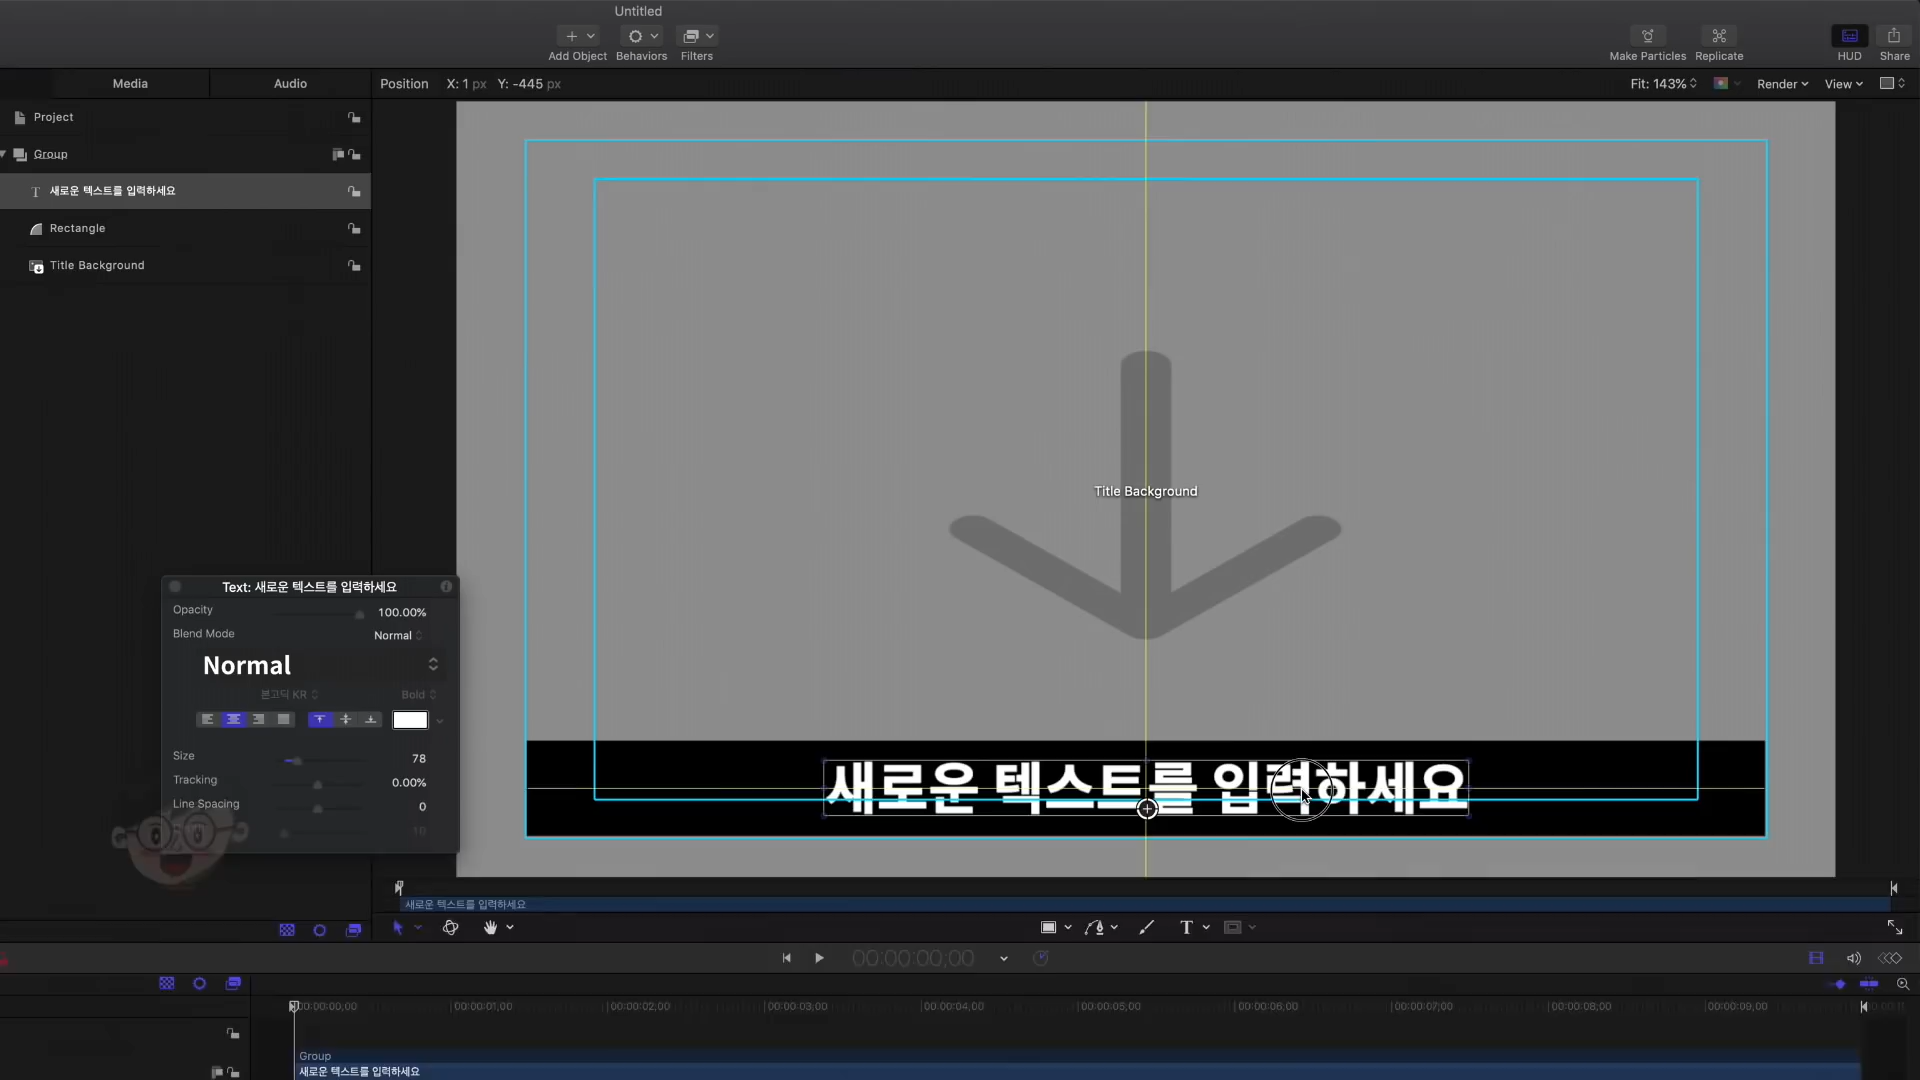 Untitled
Add Object
Behaviors
Filters
Make Particles
Replicate
HUD
Share
Media
Audio
Position X: 1 px Y: -445 px
Fit: 143%
Render
View
Project
Group
새로운 텍스트를 입력하세요
Rectangle
Title Background
Title Background
Text: 새로운 텍스트를 입력하세요
Opacity 100.00%
Blend Mode Normal
Normal
본고딕 KR Bold
Size 78
Tracking 0.00%
Line Spacing 0
10
새로운 텍스트를 입력하세요
새로운 텍스트를 입력하세요
T
00:00:00;00
00:00:00;00 00:00:01;00 00:00:02;00 00:00:03;00 00:00:04;00 00:00:05;00 00:00:06;00 00:00:07;00 00:00:08;00 00:00:09;00
Group
새로운 텍스트를 입력하세요